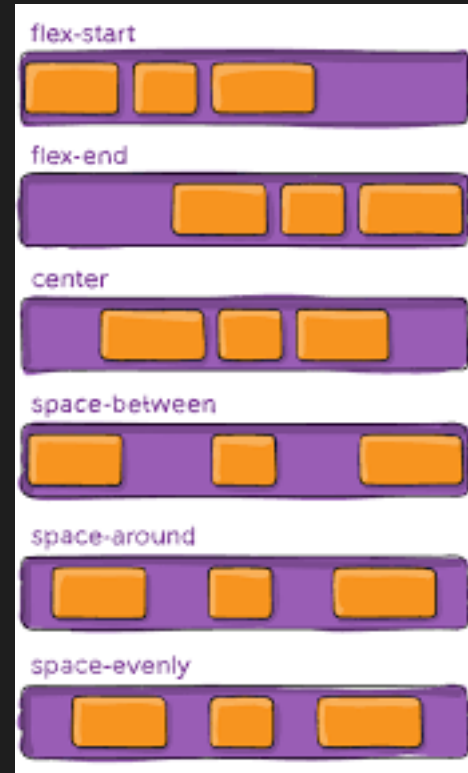 flex-start
flex-end
center
space-between
space-around
space-evenly